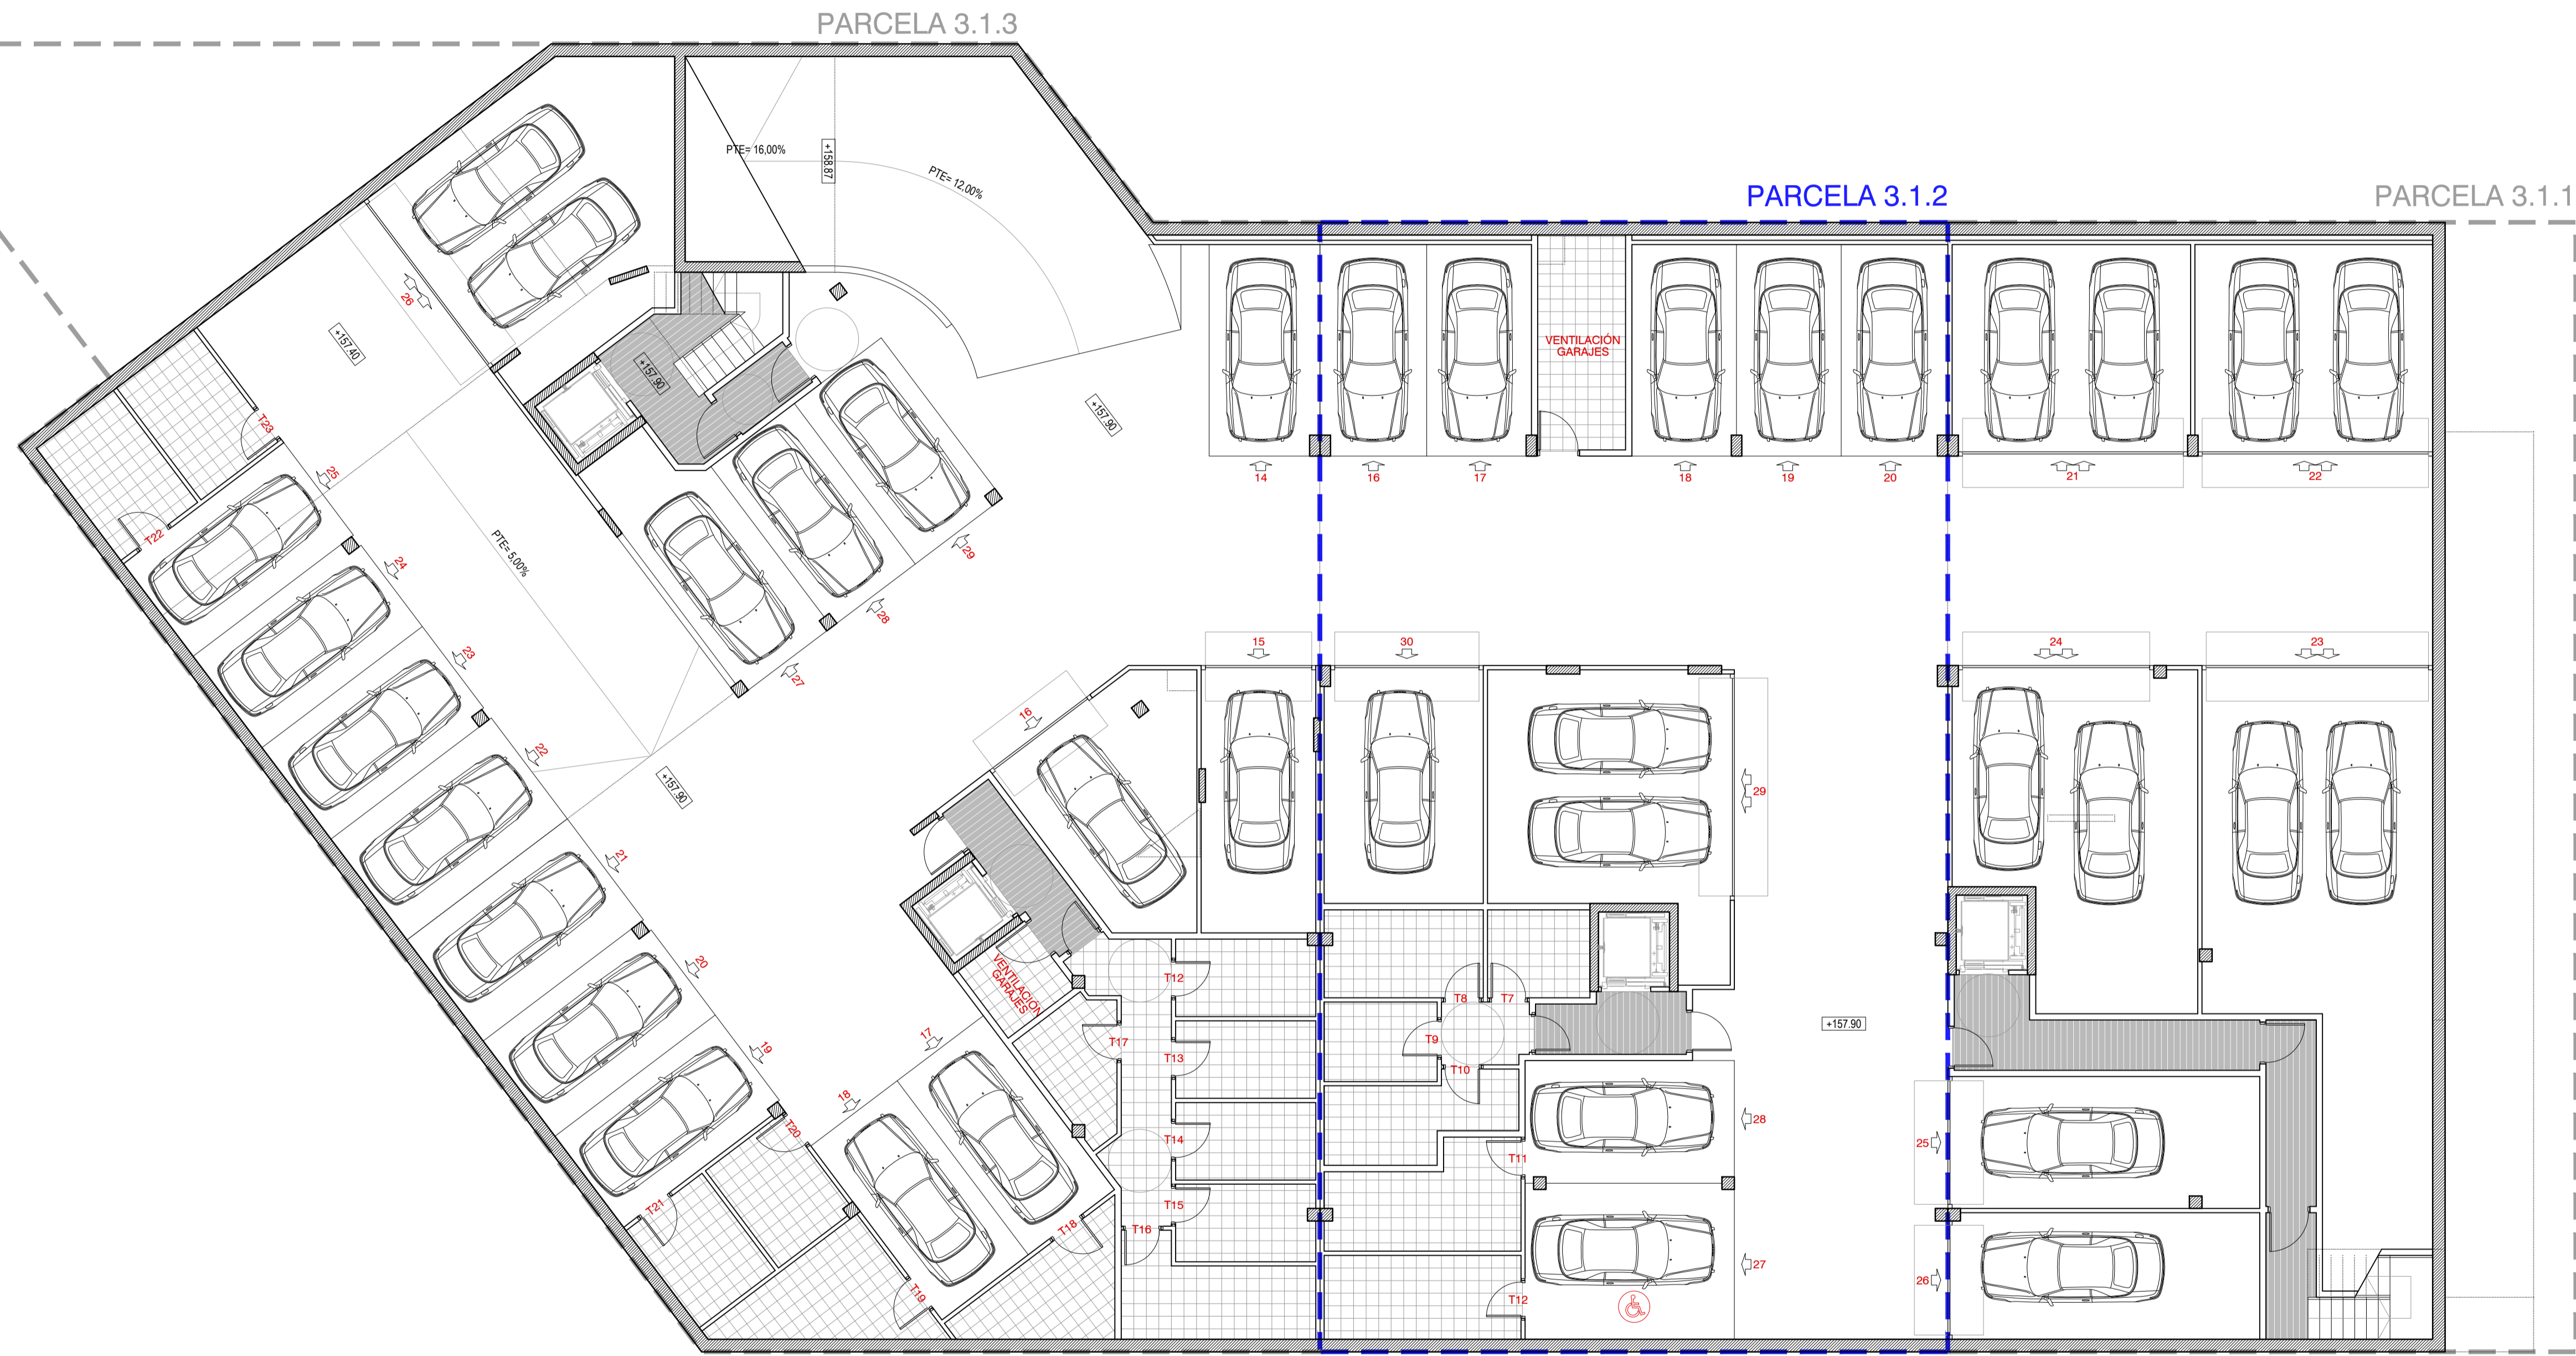 PARCELA 3.1.3
PARCELA 3.1.2
PARCELA 3.1.1
PTE= 16,00%
+158.87
PTE= 12,00%
26
+157.40
+157.90
+157.90
VENTILACIÓN
GARAJES
14
16
17
18
19
20
21
22
T23
T22
25
24
23
22
21
20
19
PTE= 5,00%
29
28
27
+157.90
15
30
24
23
16
29
VENTILACIÓN
GARAJES
T12
T17
T13
T14
T15
T16
17
18
T18
T19
T20
T21
T8
T7
T9
T10
T11
T12
+157.90
28
27
25
26